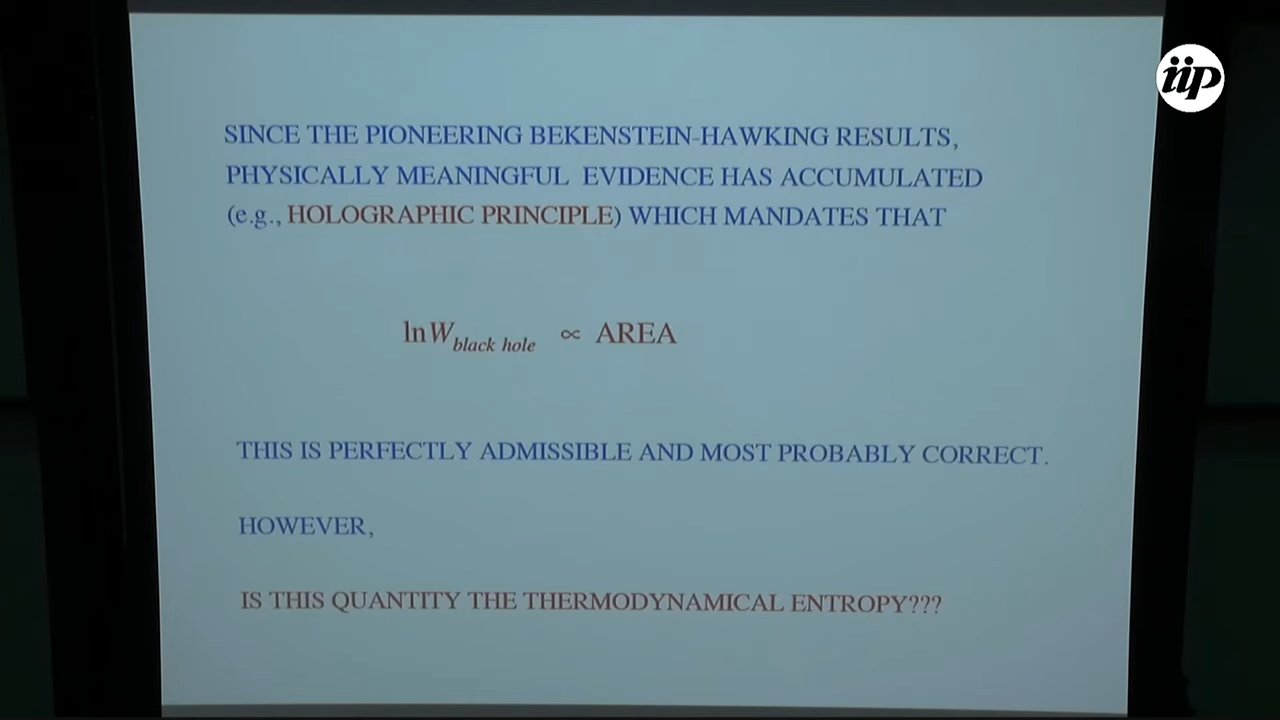 iip
SINCE THE PIONEERING BEKENSTEIN-HAWKING RESULTS,
PHYSICALLY MEANINGFUL EVIDENCE HAS ACCUMULATED
(e.g., HOLOGRAPHIC PRINCIPLE) WHICH MANDATES THAT
ln W_black hole ∝ AREA
THIS IS PERFECTLY ADMISSIBLE AND MOST PROBABLY CORRECT.
HOWEVER,
IS THIS QUANTITY THE THERMODYNAMICAL ENTROPY???